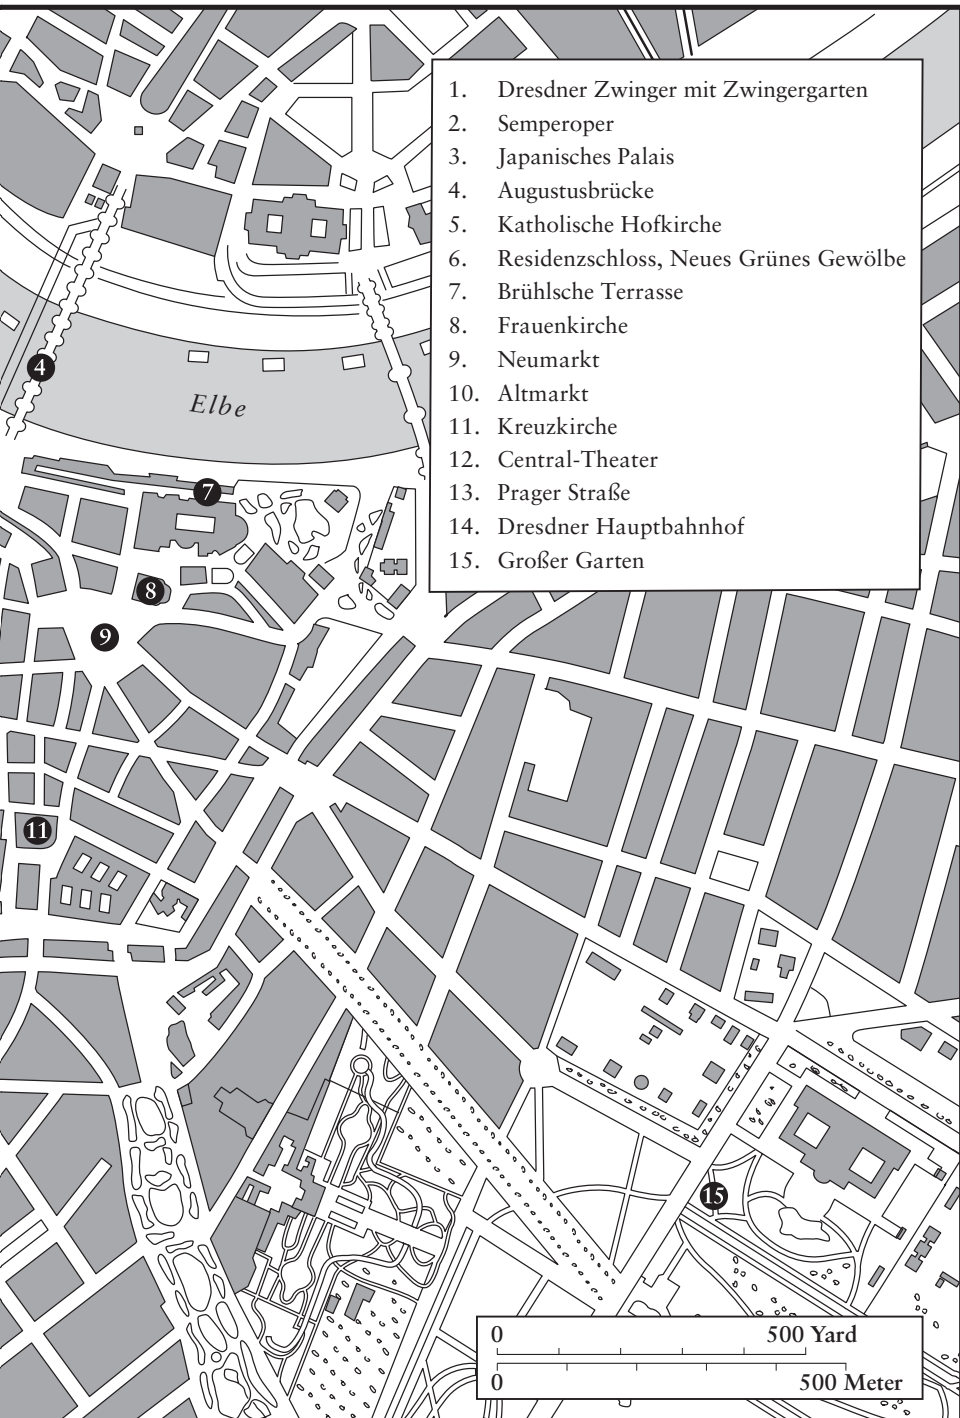 1. Dresdner Zwinger mit Zwingergarten
2. Semperoper
3. Japanisches Palais
4. Augustusbrücke
5. Katholische Hofkirche
6. Residenzschloss, Neues Grünes Gewölbe
7. Brühlsche Terrasse
8. Frauenkirche
9. Neumarkt
10. Altmarkt
11. Kreuzkirche
12. Central-Theater
13. Prager Straße
14. Dresdner Hauptbahnhof
15. Großer Garten
4
Elbe
7
8
9
11
15
0 500 Yard
0 500 Meter